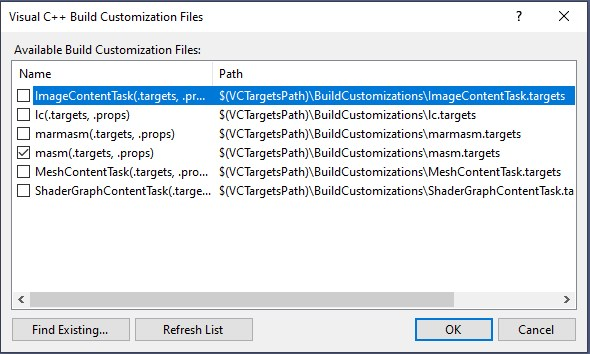 Visual C++ Build Customization Files ? ×
Available Build Customization Files:
Name Path
ImageContentTask(.targets, .pr... $(VCTargetsPath)\BuildCustomizations\ImageContentTask.targets
lc(.targets, .props) $(VCTargetsPath)\BuildCustomizations\lc.targets
marmasm(.targets, .props) $(VCTargetsPath)\BuildCustomizations\marmasm.targets
masm(.targets, .props) $(VCTargetsPath)\BuildCustomizations\masm.targets
MeshContentTask(.targets, .pro... $(VCTargetsPath)\BuildCustomizations\MeshContentTask.targets
ShaderGraphContentTask(.targe... $(VCTargetsPath)\BuildCustomizations\ShaderGraphContentTask.ta
Find Existing... Refresh List OK Cancel